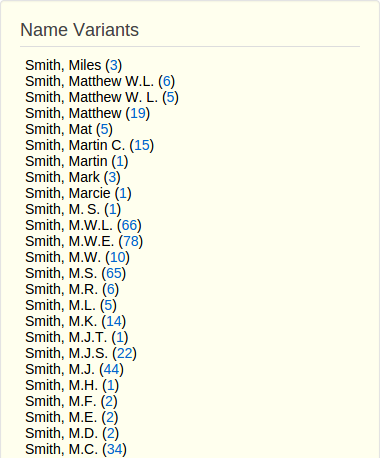 Name Variants
Smith, Miles (3)
Smith, Matthew W.L. (6)
Smith, Matthew W. L. (5)
Smith, Matthew (19)
Smith, Mat (5)
Smith, Martin C. (15)
Smith, Martin (1)
Smith, Mark (3)
Smith, Marcie (1)
Smith, M. S. (1)
Smith, M.W.L. (66)
Smith, M.W.E. (78)
Smith, M.W. (10)
Smith, M.S. (65)
Smith, M.R. (6)
Smith, M.L. (5)
Smith, M.K. (14)
Smith, M.J.T. (1)
Smith, M.J.S. (22)
Smith, M.J. (44)
Smith, M.H. (1)
Smith, M.F. (2)
Smith, M.E. (2)
Smith, M.D. (2)
Smith, M.C. (34)